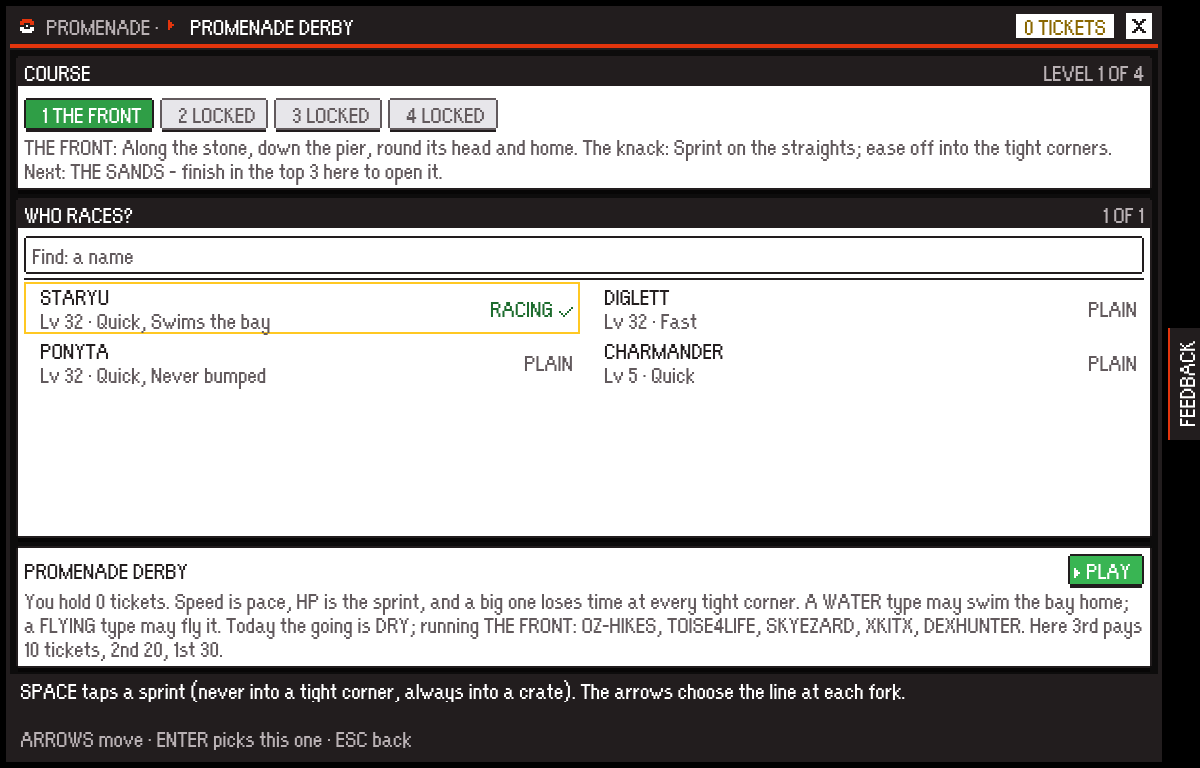 PROMENADE · PROMENADE DERBY
0 TICKETS X
COURSE
LEVEL 1 OF 4
1 THE FRONT
2 LOCKED
3 LOCKED
4 LOCKED
THE FRONT: Along the stone, down the pier, round its head and home. The knack: Sprint on the straights; ease off into the tight corners.
Next: THE SANDS - finish in the top 3 here to open it.
WHO RACES?
1 OF 1
Find: a name
STARYU
Lv 32 · Quick, Swims the bay
RACING ✓
DIGLETT
Lv 32 · Fast
PLAIN
PONYTA
Lv 32 · Quick, Never bumped
PLAIN
CHARMANDER
Lv 5 · Quick
PLAIN
PROMENADE DERBY
PLAY
You hold 0 tickets. Speed is pace, HP is the sprint, and a big one loses time at every tight corner. A WATER type may swim the bay home;
a FLYING type may fly it. Today the going is DRY; running THE FRONT: OZ-HIKES, TOISE4LIFE, SKYEZARD, XKITX, DEXHUNTER. Here 3rd pays
10 tickets, 2nd 20, 1st 30.
SPACE taps a sprint (never into a tight corner, always into a crate). The arrows choose the line at each fork.
ARROWS move · ENTER picks this one · ESC back
FEEDBACK